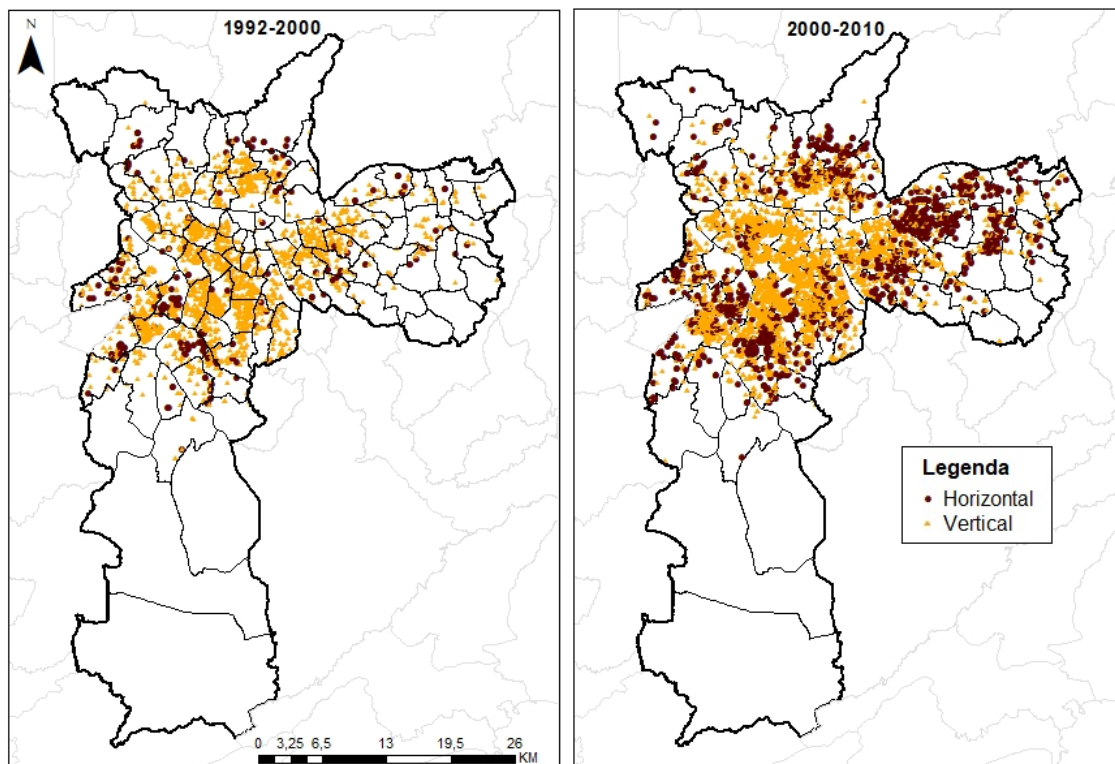 1992-2000
2000-2010
N
Legenda
Horizontal
Vertical
0 3,25 6,5 13 19,5 26
KM